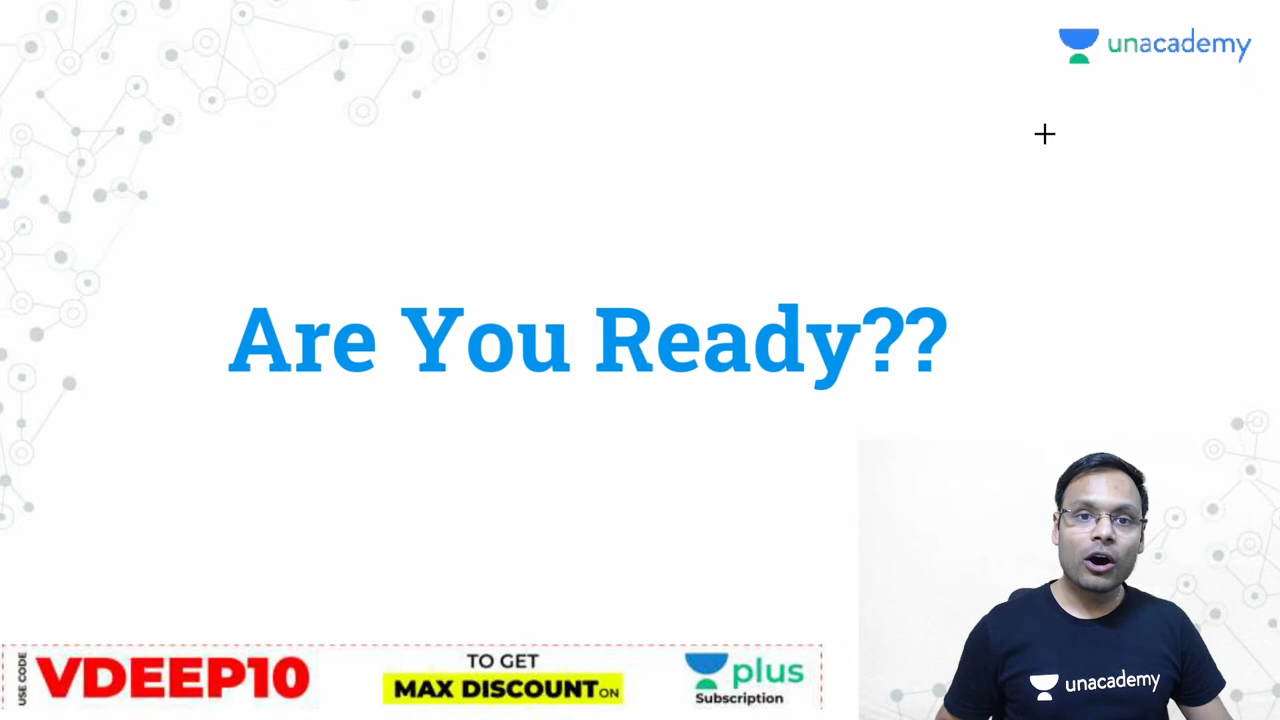 unacademy
Are You Ready??
USE CODE
VDEEP10
TO GET
MAX DISCOUNT ON
plus
Subscription
unacademy